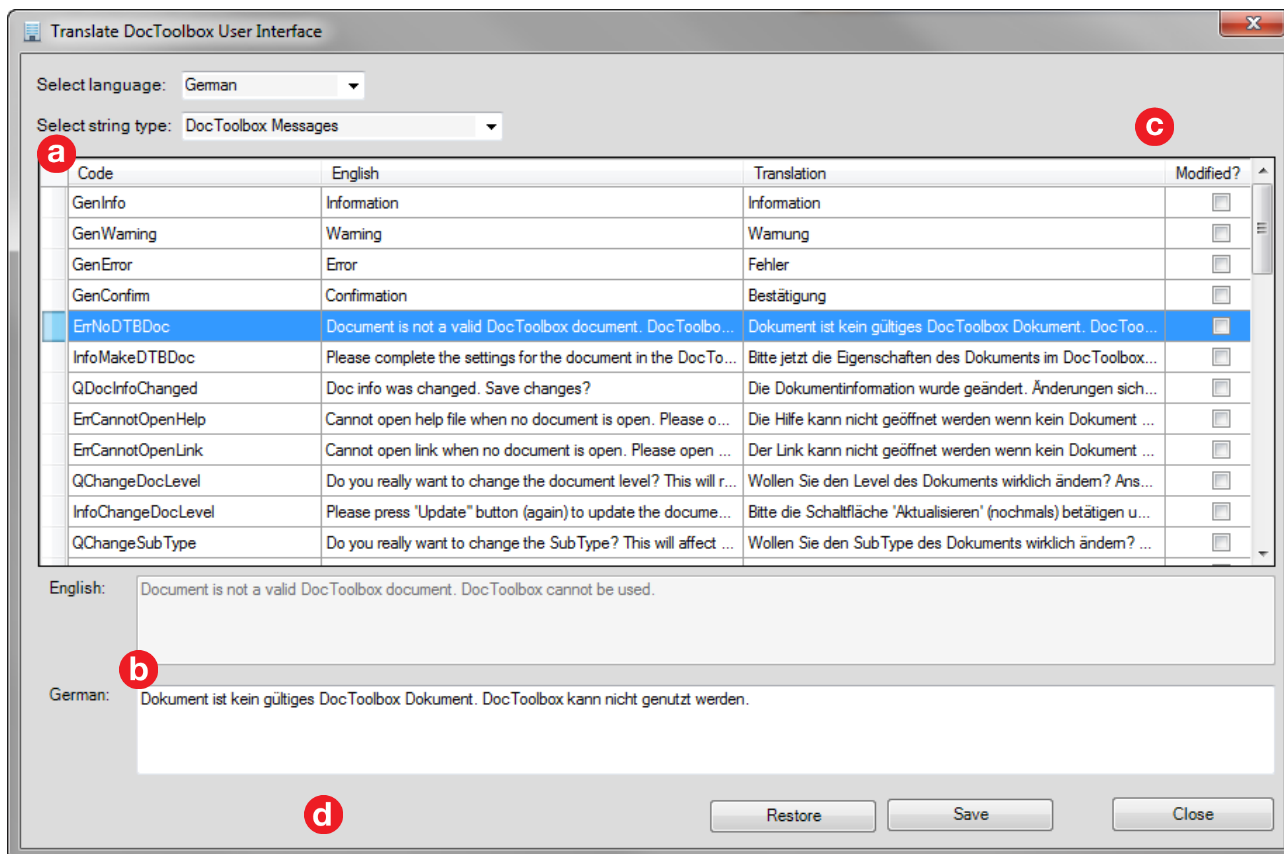 Translate DocToolbox User Interface
x
Select language: German
Select string type: DocToolbox Messages
c
a
Code English Translation Modified?
GenInfo Information Information
GenWarning Warning Warnung
GenError Error Fehler
GenConfirm Confirmation Bestätigung
ErrNoDTBDoc Document is not a valid DocToolbox document. DocToolbo... Dokument ist kein gültiges DocToolbox Dokument. DocToo...
InfoMakeDTBDoc Please complete the settings for the document in the DocTo... Bitte jetzt die Eigenschaften des Dokuments im DocToolbox...
QDocInfoChanged Doc info was changed. Save changes? Die Dokumentinformation wurde geändert. Änderungen sich...
ErrCannotOpenHelp Cannot open help file when no document is open. Please o... Die Hilfe kann nicht geöffnet werden wenn kein Dokument ...
ErrCannotOpenLink Cannot open link when no document is open. Please open ... Der Link kann nicht geöffnet werden wenn kein Dokument ...
QChangeDocLevel Do you really want to change the document level? This will r... Wollen Sie den Level des Dokuments wirklich ändern? Ans...
InfoChangeDocLevel Please press 'Update" button (again) to update the docume... Bitte die Schaltfläche 'Aktualisieren' (nochmals) betätigen u...
QChangeSubType Do you really want to change the SubType? This will affect ... Wollen Sie den SubType des Dokuments wirklich ändern? ...
English: Document is not a valid DocToolbox document. DocToolbox cannot be used.
b
German: Dokument ist kein gültiges DocToolbox Dokument. DocToolbox kann nicht genutzt werden.
d
Restore Save Close